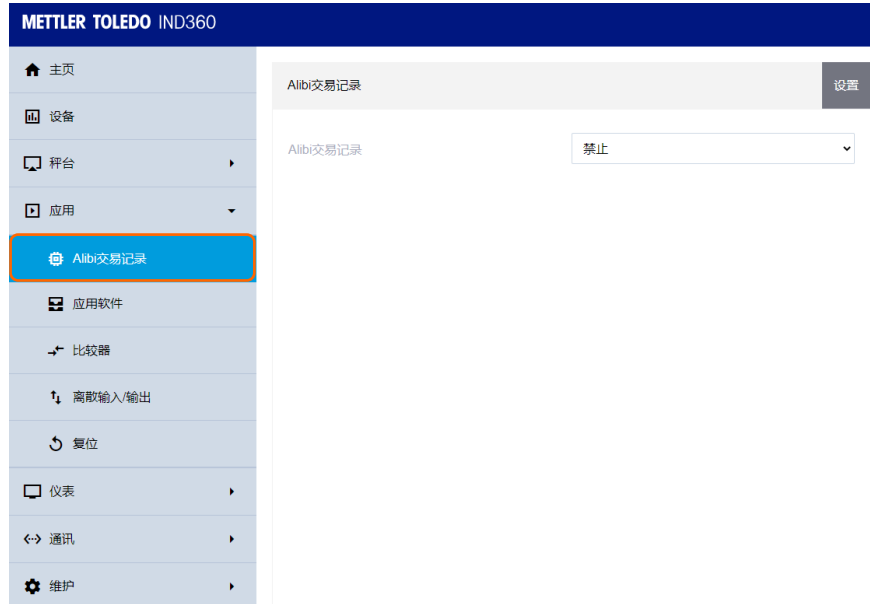 METTLER TOLEDO IND360
主页
设备
秤台
应用
Alibi交易记录
应用软件
比较器
离散输入/输出
复位
仪表
通讯
维护
Alibi交易记录
设置
Alibi交易记录
禁止